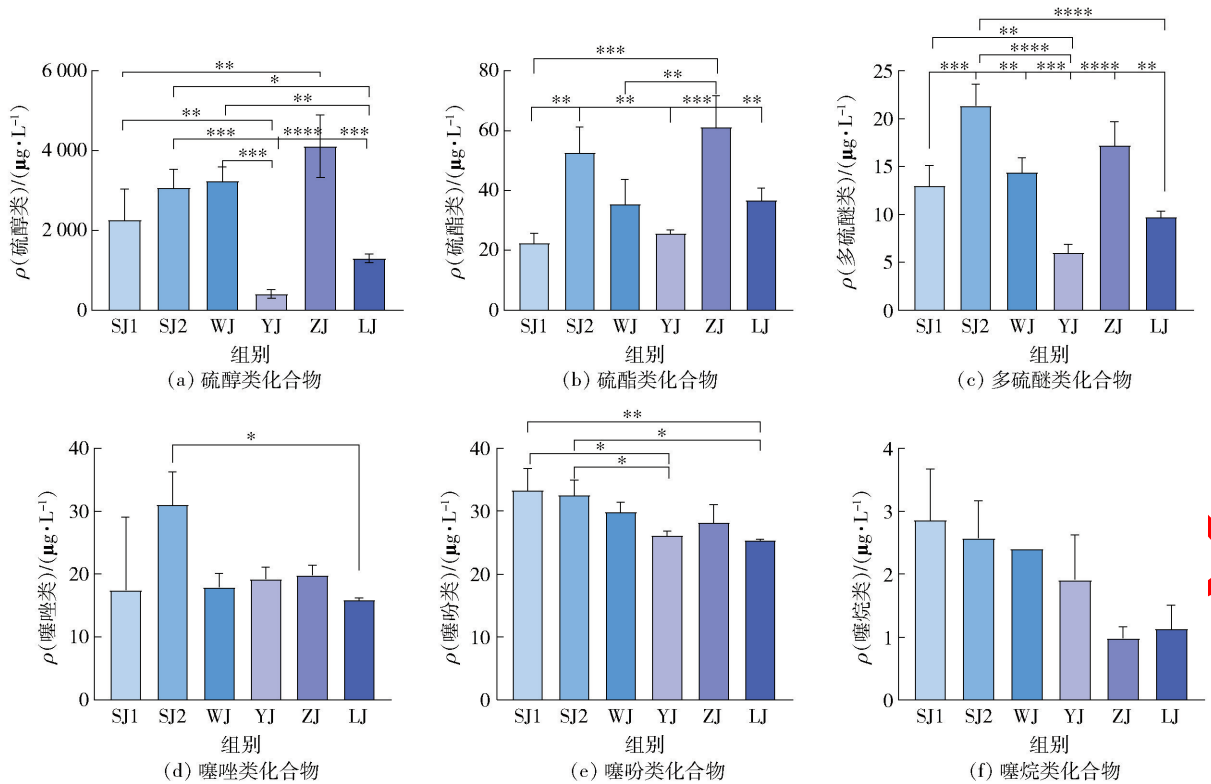 ****
**
****
*** ** *** **** **
25
20
15
10
5
0
ρ(多硫醚类)/(μg·L⁻¹)
SJ1 SJ2 WJ YJ ZJ LJ
组别
(c) 多硫醚类化合物
***
**
** ** *** **
80
60
40
20
0
ρ(硫酯类)/(μg·L⁻¹)
SJ1 SJ2 WJ YJ ZJ LJ
组别
(b) 硫酯类化合物
**
*
**
**
*** **** ***
***
6 000
4 000
2 000
0
ρ(硫醇类)/(μg·L⁻¹)
SJ1 SJ2 WJ YJ ZJ LJ
组别
(a) 硫醇类化合物
*
40
30
20
10
0
ρ(噻唑类)/(μg·L⁻¹)
SJ1 SJ2 WJ YJ ZJ LJ
组别
(d) 噻唑类化合物
**
*
*
*
40
30
20
10
0
ρ(噻吩类)/(μg·L⁻¹)
SJ1 SJ2 WJ YJ ZJ LJ
组别
(e) 噻吩类化合物
4
3
2
1
0
ρ(噻烷类)/(μg·L⁻¹)
SJ1 SJ2 WJ YJ ZJ LJ
组别
(f) 噻烷类化合物